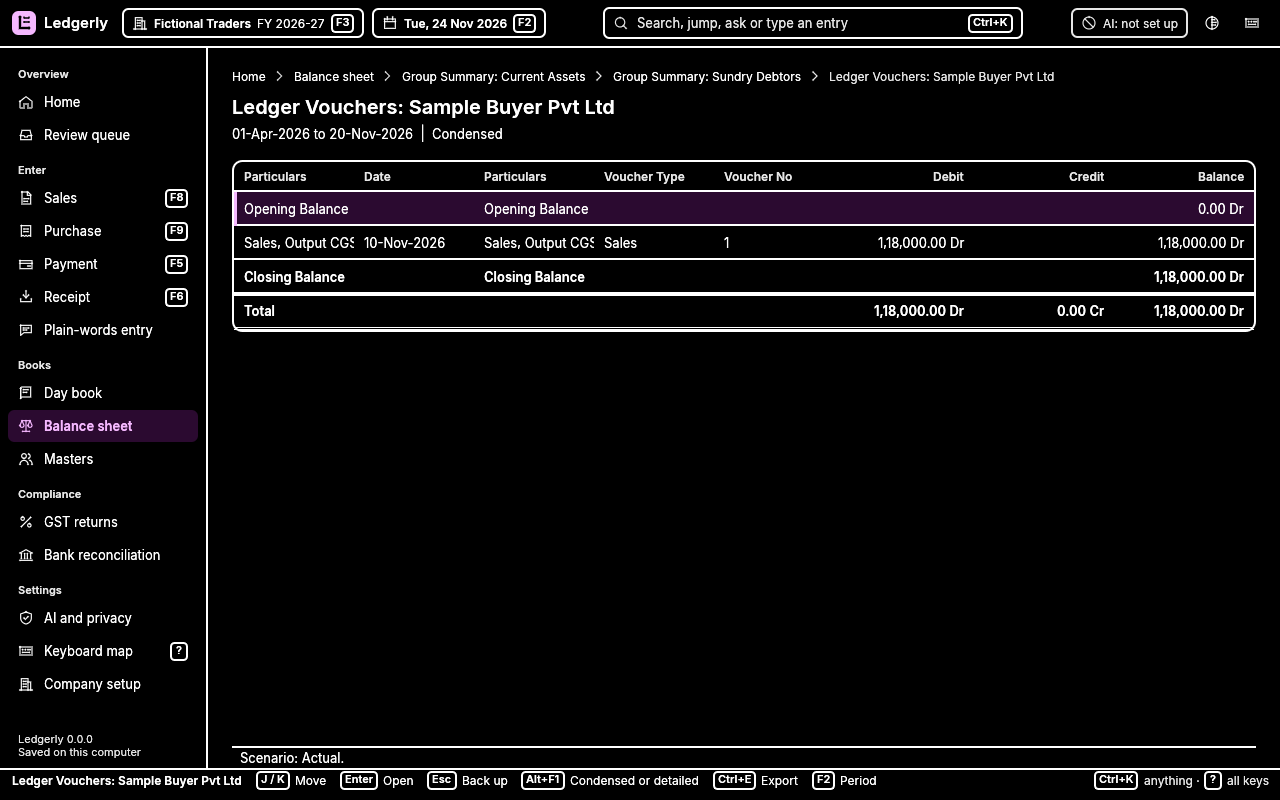 Ledgerly
Fictional Traders FY 2026-27 F3
Tue, 24 Nov 2026 F2
Search, jump, ask or type an entry Ctrl+K
AI: not set up
Overview
Home
Review queue
Enter
Sales F8
Purchase F9
Payment F5
Receipt F6
Plain-words entry
Books
Day book
Balance sheet
Masters
Compliance
GST returns
Bank reconciliation
Settings
AI and privacy
Keyboard map ?
Company setup
Ledgerly 0.0.0
Saved on this computer
Home > Balance sheet > Group Summary: Current Assets > Group Summary: Sundry Debtors > Ledger Vouchers: Sample Buyer Pvt Ltd
Ledger Vouchers: Sample Buyer Pvt Ltd
01-Apr-2026 to 20-Nov-2026 | Condensed
Particulars Date Particulars Voucher Type Voucher No Debit Credit Balance
Opening Balance Opening Balance 0.00 Dr
Sales, Output CGS 10-Nov-2026 Sales, Output CGS Sales 1 1,18,000.00 Dr 1,18,000.00 Dr
Closing Balance Closing Balance 1,18,000.00 Dr
Total 1,18,000.00 Dr 0.00 Cr 1,18,000.00 Dr
Scenario: Actual.
Ledger Vouchers: Sample Buyer Pvt Ltd J / K Move Enter Open Esc Back up Alt+F1 Condensed or detailed Ctrl+E Export F2 Period Ctrl+K anything · ? all keys